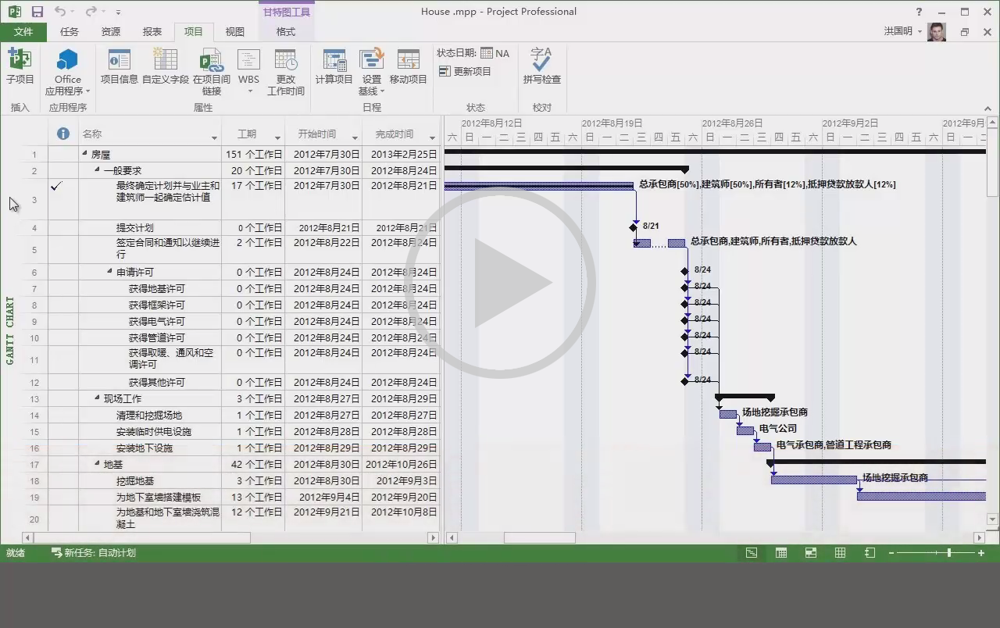 甘特图工具
House .mpp - Project Professional
?
文件 任务 资源 报表 项目 视图 格式
洪国明
子项目 Office 应用程序 项目信息 自定义字段 在项目间 链接 WBS 更改 工作时间 计算项目 设置 基线 移动项目
状态日期: NA
更新项目
字A
拼写检查
插入 应用程序 属性 日程 状态 校对
名称 工期 开始时间 完成时间
2012年8月12日 2012年8月19日 2012年8月26日 2012年9月2日 2012年9月
六 日 一 二 三 四 五 六 日 一 二 三 四 五 六 日 一 二 三 四 五 六 日 一 二 三 四 五 六 日 一 二
1 房屋 151 个工作日 2012年7月30日 2013年2月25日
2 一般要求 20 个工作日 2012年7月30日 2012年8月24日
3 最终确定计划并与业主和 17 个工作日 2012年7月30日 2012年8月21日 总承包商[50%],建筑师[50%],所有者[12%],抵押贷款放款人[12%]
建筑师一起确定估计值
4 提交计划 0 个工作日 2012年8月21日 2012年8月21日 8/21
5 签定合同和通知以继续进 2 个工作日 2012年8月22日 2012年8月24日 总承包商,建筑师,所有者,抵押贷款放款人
行
6 申请许可 0 个工作日 2012年8月24日 2012年8月24日 8/24
7 获得地基许可 0 个工作日 2012年8月24日 2012年8月24日 8/24
8 获得框架许可 0 个工作日 2012年8月24日 2012年8月24日 8/24
9 获得电气许可 0 个工作日 2012年8月24日 2012年8月24日 8/24
10 获得管道许可 0 个工作日 2012年8月24日 2012年8月24日 8/24
11 获得取暖、通风和空 0 个工作日 2012年8月24日 2012年8月24日 8/24
调许可
12 获得其他许可 0 个工作日 2012年8月24日 2012年8月24日 8/24
13 现场工作 3 个工作日 2012年8月27日 2012年8月29日
14 清理和挖掘场地 1 个工作日 2012年8月27日 2012年8月27日 场地挖掘承包商
15 安装临时供电设施 1 个工作日 2012年8月28日 2012年8月28日 电气公司
16 安装地下设施 1 个工作日 2012年8月29日 2012年8月29日 电气承包商,管道工程承包商
17 地基 42 个工作日 2012年8月30日 2012年10月26日
18 挖掘地基 3 个工作日 2012年8月30日 2012年9月3日 场地挖掘承包商
19 为地下室墙搭建模板 13 个工作日 2012年9月4日 2012年9月20日
20 为地基和地下室墙浇筑混 12 个工作日 2012年9月21日 2012年10月8日
凝土
GANTT CHART
就绪 新任务: 自动计划